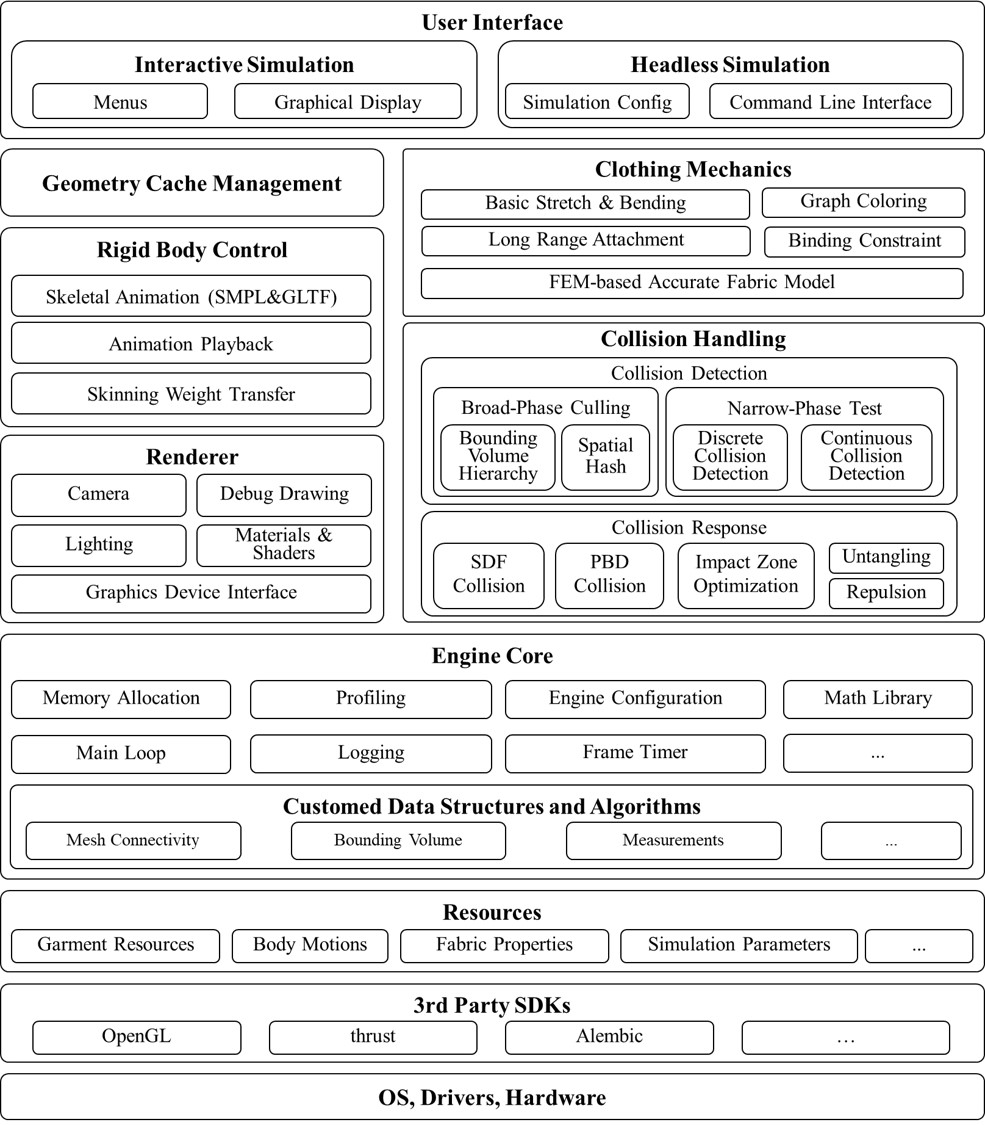 User Interface
Interactive Simulation
Menus
Graphical Display
Headless Simulation
Simulation Config
Command Line Interface
Geometry Cache Management
Rigid Body Control
Skeletal Animation (SMPL&GLTF)
Animation Playback
Skinning Weight Transfer
Renderer
Camera
Debug Drawing
Lighting
Materials &
Shaders
Graphics Device Interface
Clothing Mechanics
Basic Stretch & Bending
Graph Coloring
Long Range Attachment
Binding Constraint
FEM-based Accurate Fabric Model
Collision Handling
Collision Detection
Broad-Phase Culling
Bounding
Volume
Hierarchy
Spatial
Hash
Narrow-Phase Test
Discrete
Collision
Detection
Continuous
Collision
Detection
Collision Response
SDF
Collision
PBD
Collision
Impact Zone
Optimization
Untangling
Repulsion
Engine Core
Memory Allocation
Profiling
Engine Configuration
Math Library
Main Loop
Logging
Frame Timer
...
Customed Data Structures and Algorithms
Mesh Connectivity
Bounding Volume
Measurements
...
Resources
Garment Resources
Body Motions
Fabric Properties
Simulation Parameters
...
3rd Party SDKs
OpenGL
thrust
Alembic
...
OS, Drivers, Hardware